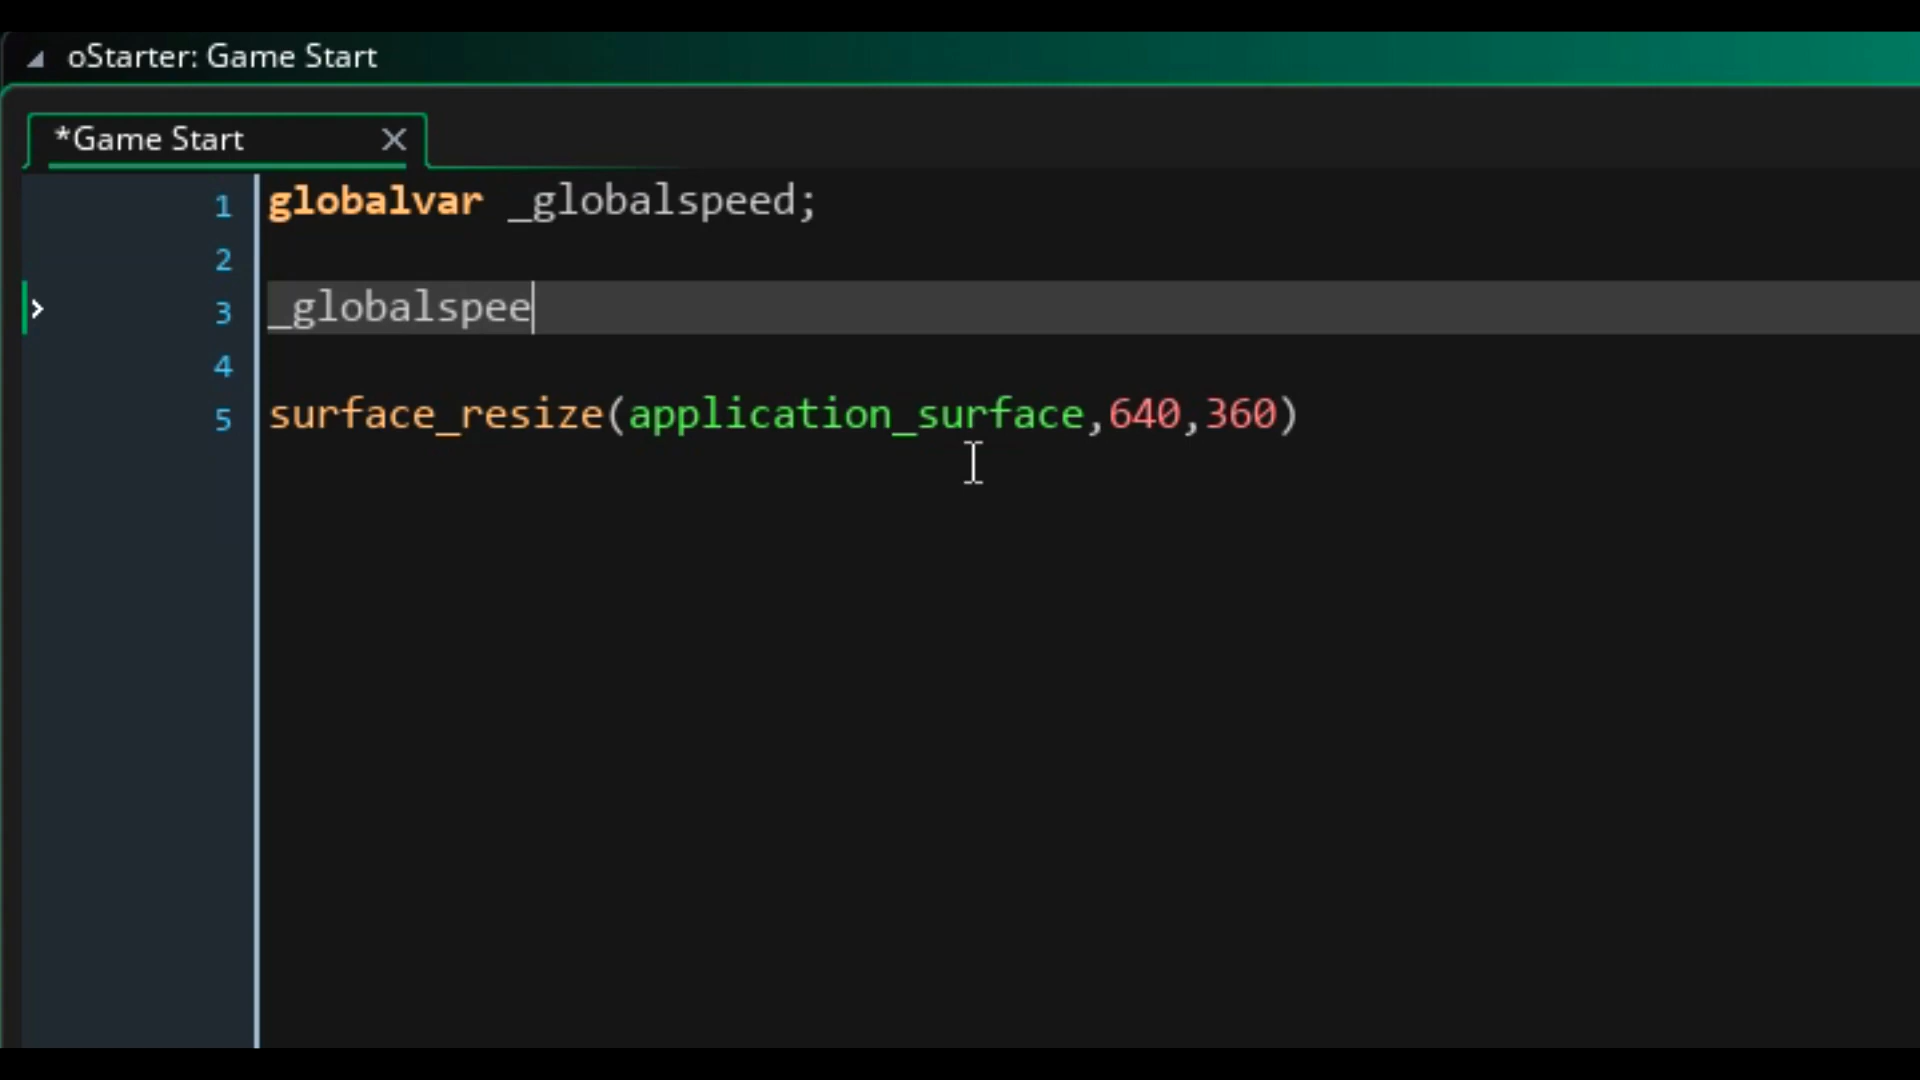 oStarter: Game Start
*Game Start
1 globalvar _globalspeed;
2
3 _globalspee
4
5 surface_resize(application_surface,640,360)